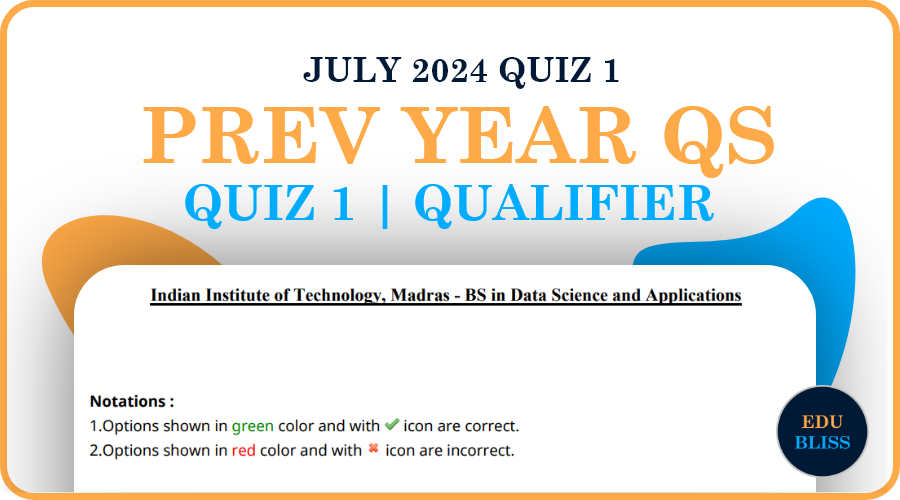 JULY 2024 QUIZ 1
PREV YEAR QS
QUIZ 1 | QUALIFIER
Indian Institute of Technology, Madras - BS in Data Science and Applications
Notations :
1.Options shown in green color and with icon are correct.
2.Options shown in red color and with icon are incorrect.
EDU
BLISS